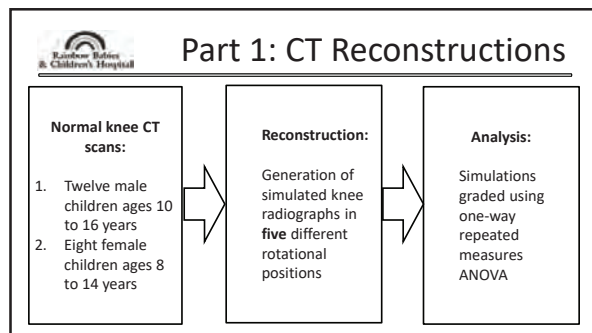 Rainbow Babies
& Children's Hospital
Part 1: CT Reconstructions
Normal knee CT
scans:
1. Twelve male
children ages 10
to 16 years
2. Eight female
children ages 8
to 14 years
Reconstruction:
Generation of
simulated knee
radiographs in
five different
rotational
positions
Analysis:
Simulations
graded using
one-way
repeated
measures
ANOVA